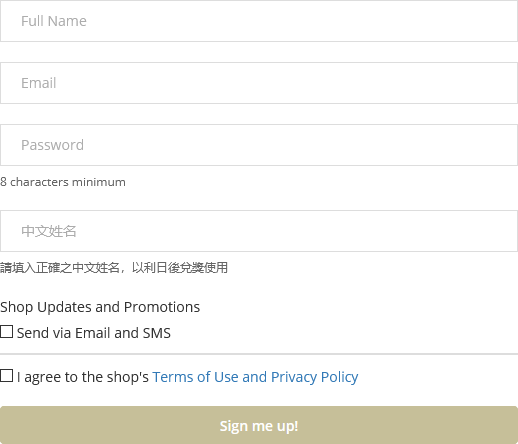 Full Name
Email
Password
8 characters minimum
中文姓名
請填入正確之中文姓名，以利日後兌獎使用
Shop Updates and Promotions
Send via Email and SMS
I agree to the shop's Terms of Use and Privacy Policy
Sign me up!